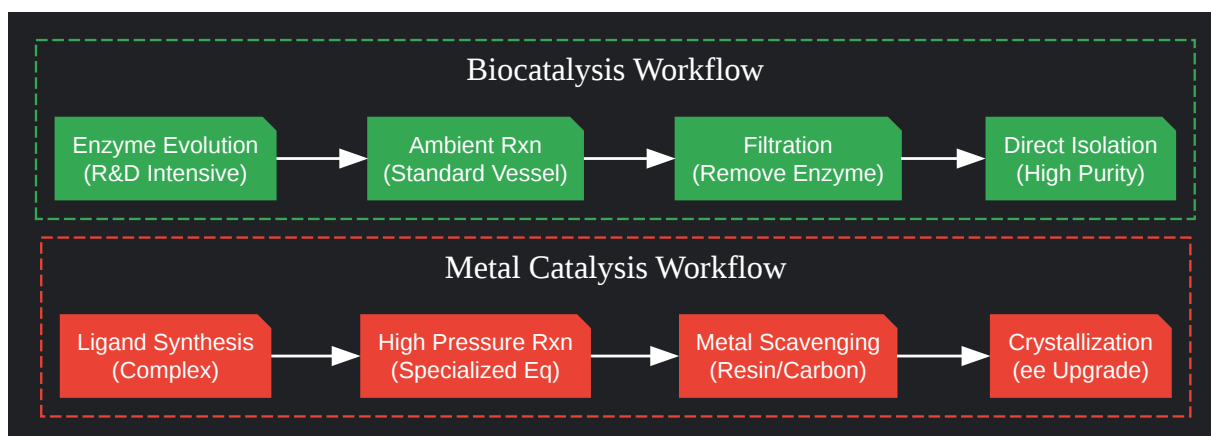 Biocatalysis Workflow
Enzyme Evolution
(R&D Intensive)
Ambient Rxn
(Standard Vessel)
Filtration
(Remove Enzyme)
Direct Isolation
(High Purity)
Metal Catalysis Workflow
Ligand Synthesis
(Complex)
High Pressure Rxn
(Specialized Eq)
Metal Scavenging
(Resin/Carbon)
Crystallization
(ee Upgrade)